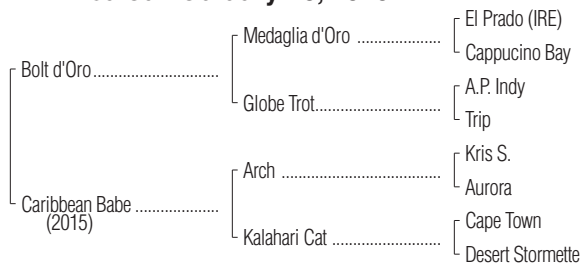 El Prado (IRE)
Medaglia d'Oro
Cappucino Bay
Bolt d'Oro
A.P. Indy
Globe Trot
Trip
Kris S.
Arch
Aurora
Caribbean Babe
(2015)
Cape Town
Kalahari Cat
Desert Stormette